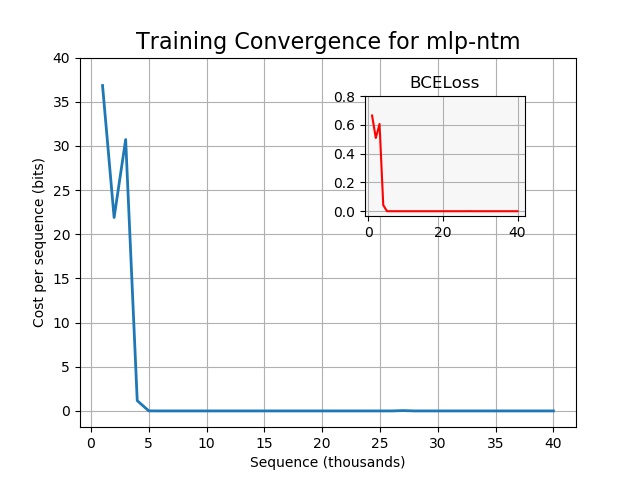 Training Convergence for mlp-ntm
Cost per sequence (bits)
40
35
30
25
20
15
10
5
0
0 5 10 15 20 25 30 35 40
Sequence (thousands)
BCELoss
0.8
0.6
0.4
0.2
0.0
0 20 40